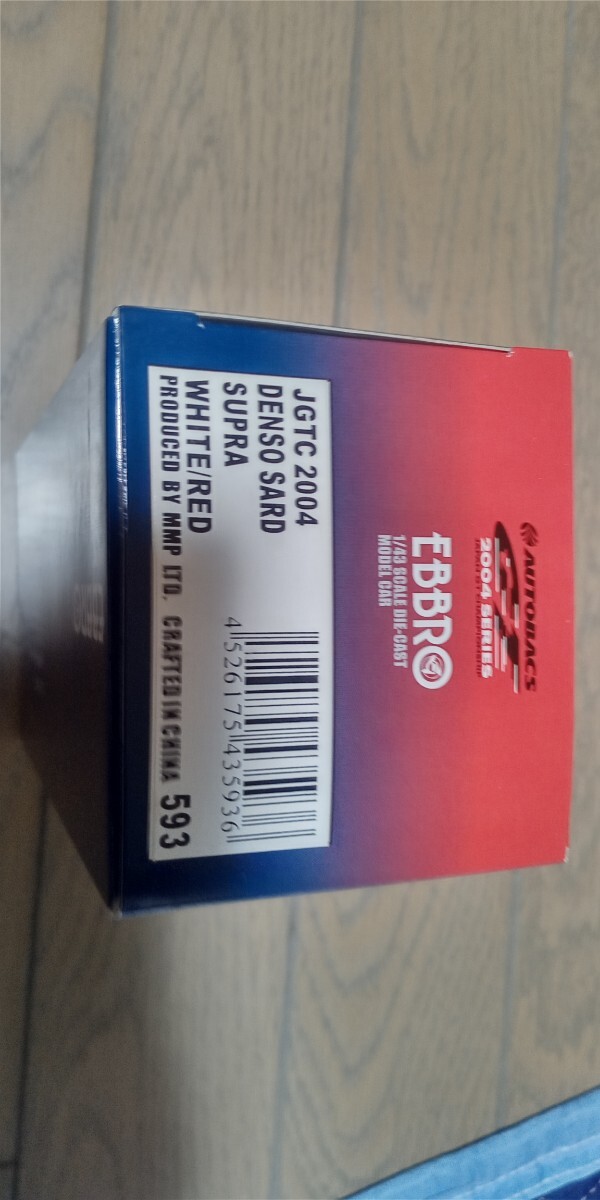 AUTOBACS
GT
2004 SERIES
EBBRO
1/43 SCALE DIE-CAST
MODEL CAR
JGTC 2004
DENSO SARD
SUPRA
WHITE/RED
PRODUCED BY MMP LTD. CRAFTED IN CHINA 593
4 526175 435936